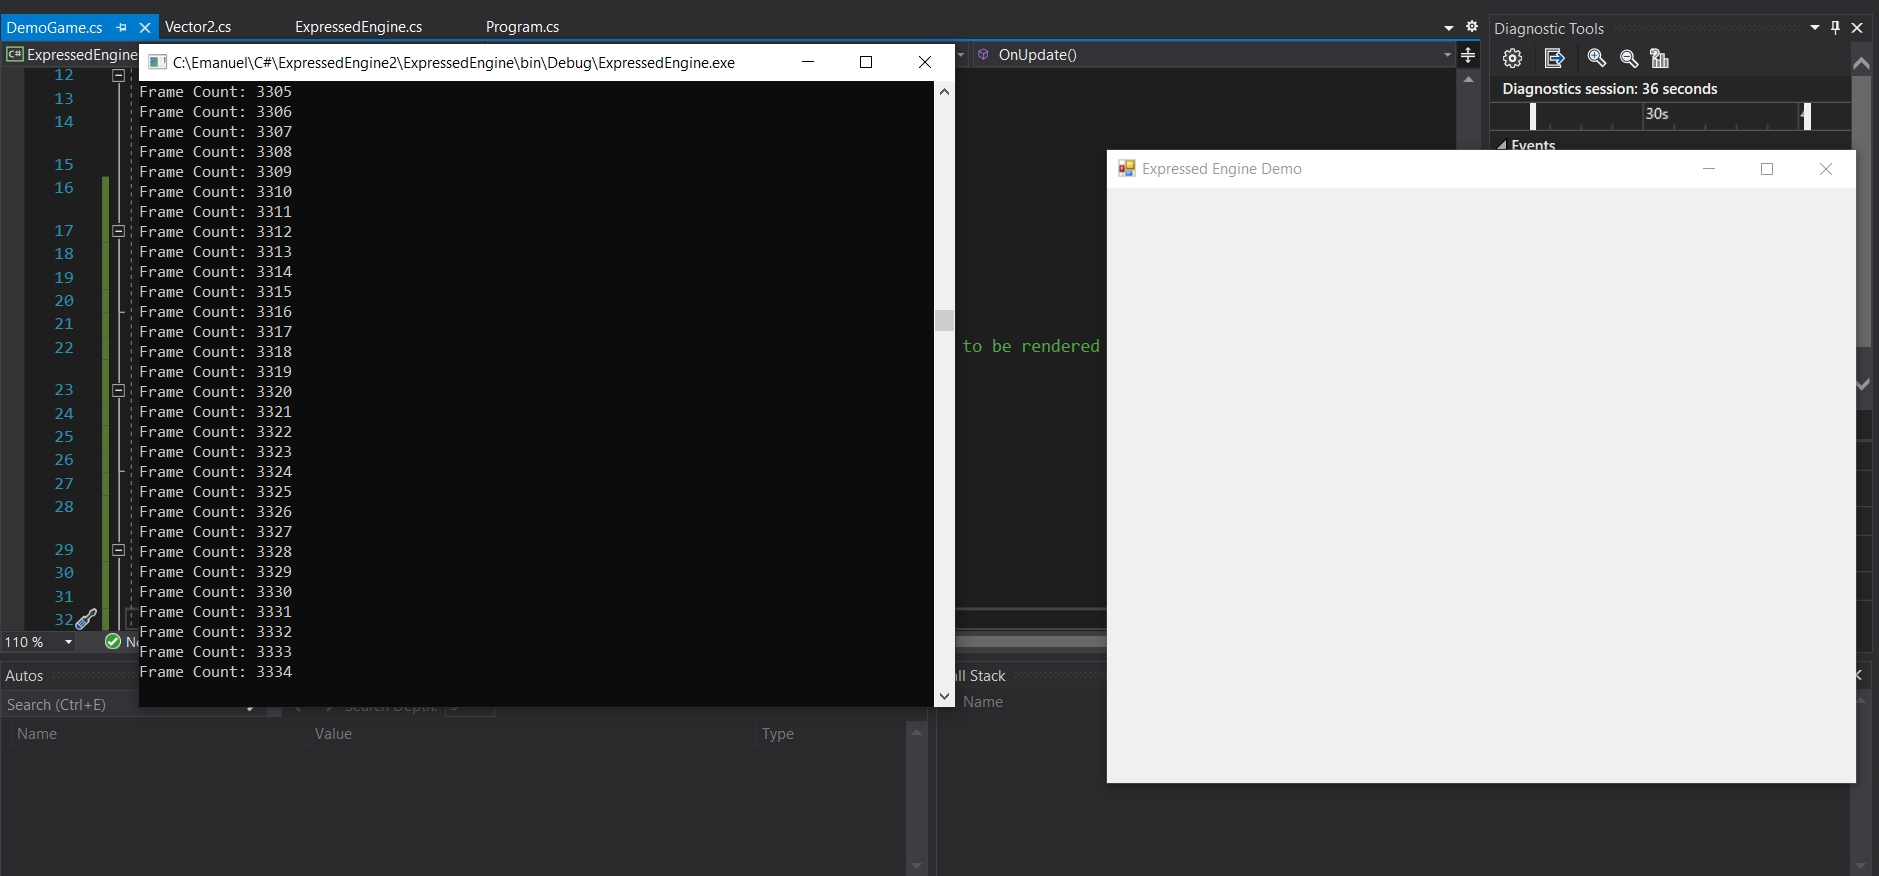 DemoGame.cs
Vector2.cs
ExpressedEngine.cs
Program.cs
C# ExpressedEngine
OnUpdate()
12
13
14
15
16
17
18
19
20
21
22
23
24
25
26
27
28
29
30
31
32
C:\Emanuel\C#\ExpressedEngine2\ExpressedEngine\bin\Debug\ExpressedEngine.exe
Frame Count: 3305
Frame Count: 3306
Frame Count: 3307
Frame Count: 3308
Frame Count: 3309
Frame Count: 3310
Frame Count: 3311
Frame Count: 3312
Frame Count: 3313
Frame Count: 3314
Frame Count: 3315
Frame Count: 3316
Frame Count: 3317
Frame Count: 3318
Frame Count: 3319
Frame Count: 3320
Frame Count: 3321
Frame Count: 3322
Frame Count: 3323
Frame Count: 3324
Frame Count: 3325
Frame Count: 3326
Frame Count: 3327
Frame Count: 3328
Frame Count: 3329
Frame Count: 3330
Frame Count: 3331
Frame Count: 3332
Frame Count: 3333
Frame Count: 3334
to be rendered
Diagnostic Tools
Diagnostics session: 36 seconds
30s
Events
Expressed Engine Demo
110 %
Autos
Search (Ctrl+E)
Search Depth:
Name
Value
Type
ll Stack
Name